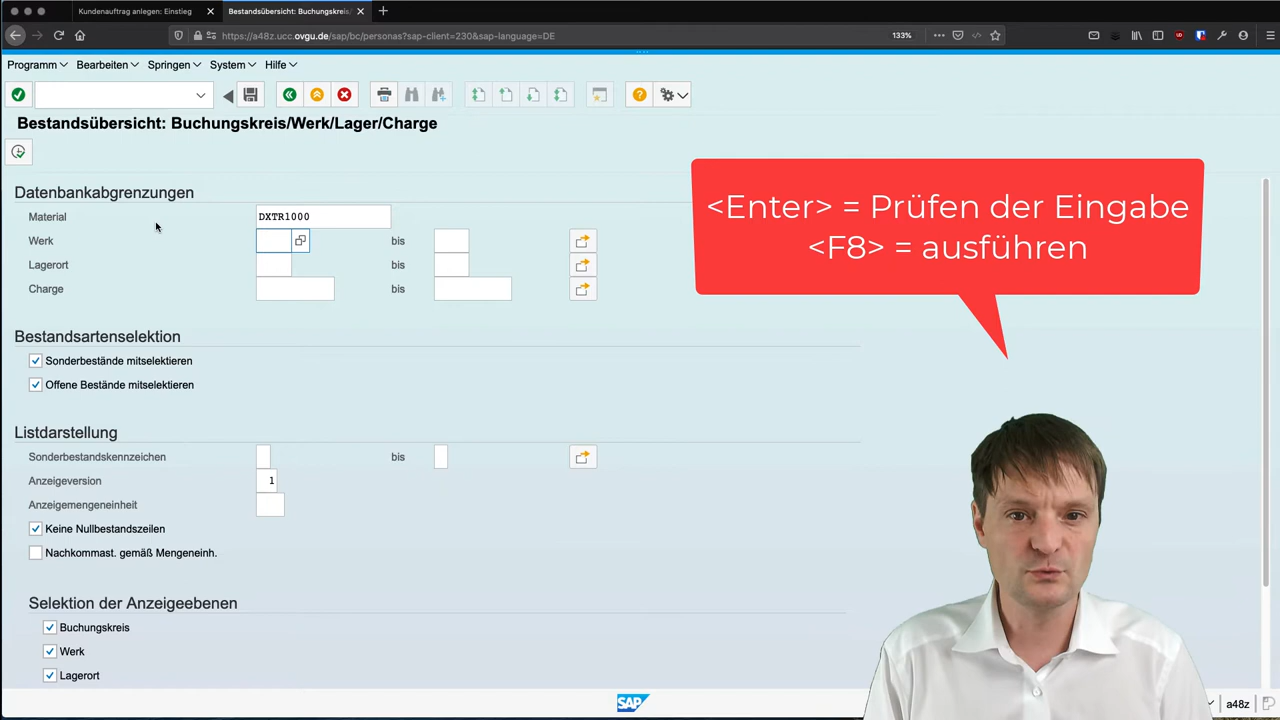 Kundenauftrag anlegen: Einstieg
Bestandsübersicht: Buchungskreis/
https://a48z.ucc.ovgu.de/sap/bc/personas?sap-client=230&sap-language=DE
133%
Programm Bearbeiten Springen System Hilfe
Bestandsübersicht: Buchungskreis/Werk/Lager/Charge
Datenbankabgrenzungen
Material DXTR1000
Werk bis
Lagerort bis
Charge bis
<Enter> = Prüfen der Eingabe
<F8> = ausführen
Bestandsartenselektion
Sonderbestände mitselektieren
Offene Bestände mitselektieren
Listdarstellung
Sonderbestandskennzeichen bis
Anzeigeversion 1
Anzeigemengeneinheit
Keine Nullbestandszeilen
Nachkommast. gemäß Mengeneinh.
Selektion der Anzeigeebenen
Buchungskreis
Werk
Lagerort
SAP
a48z